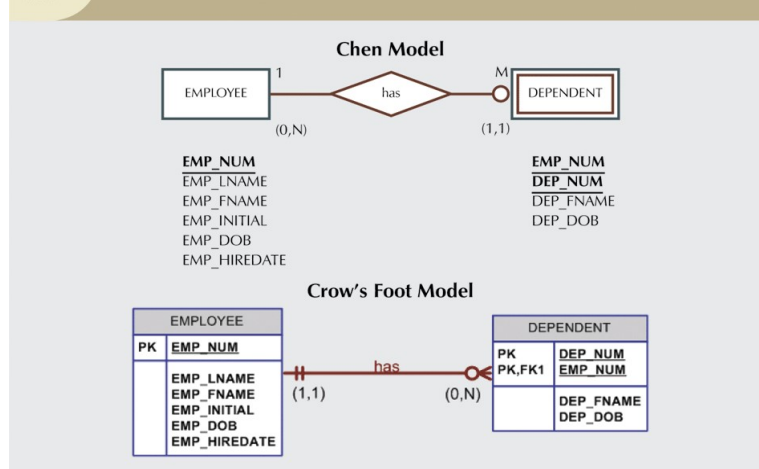 Chen Model
EMPLOYEE
1
has
M
DEPENDENT
(0,N)
(1,1)
EMP_NUM
EMP_LNAME
EMP_FNAME
EMP_INITIAL
EMP_DOB
EMP_HIREDATE
EMP_NUM
DEP_NUM
DEP_FNAME
DEP_DOB
Crow's Foot Model
EMPLOYEE
PK EMP_NUM
EMP_LNAME
EMP_FNAME
EMP_INITIAL
EMP_DOB
EMP_HIREDATE
has
(1,1)
(0,N)
DEPENDENT
PK DEP_NUM
PK,FK1 EMP_NUM
DEP_FNAME
DEP_DOB